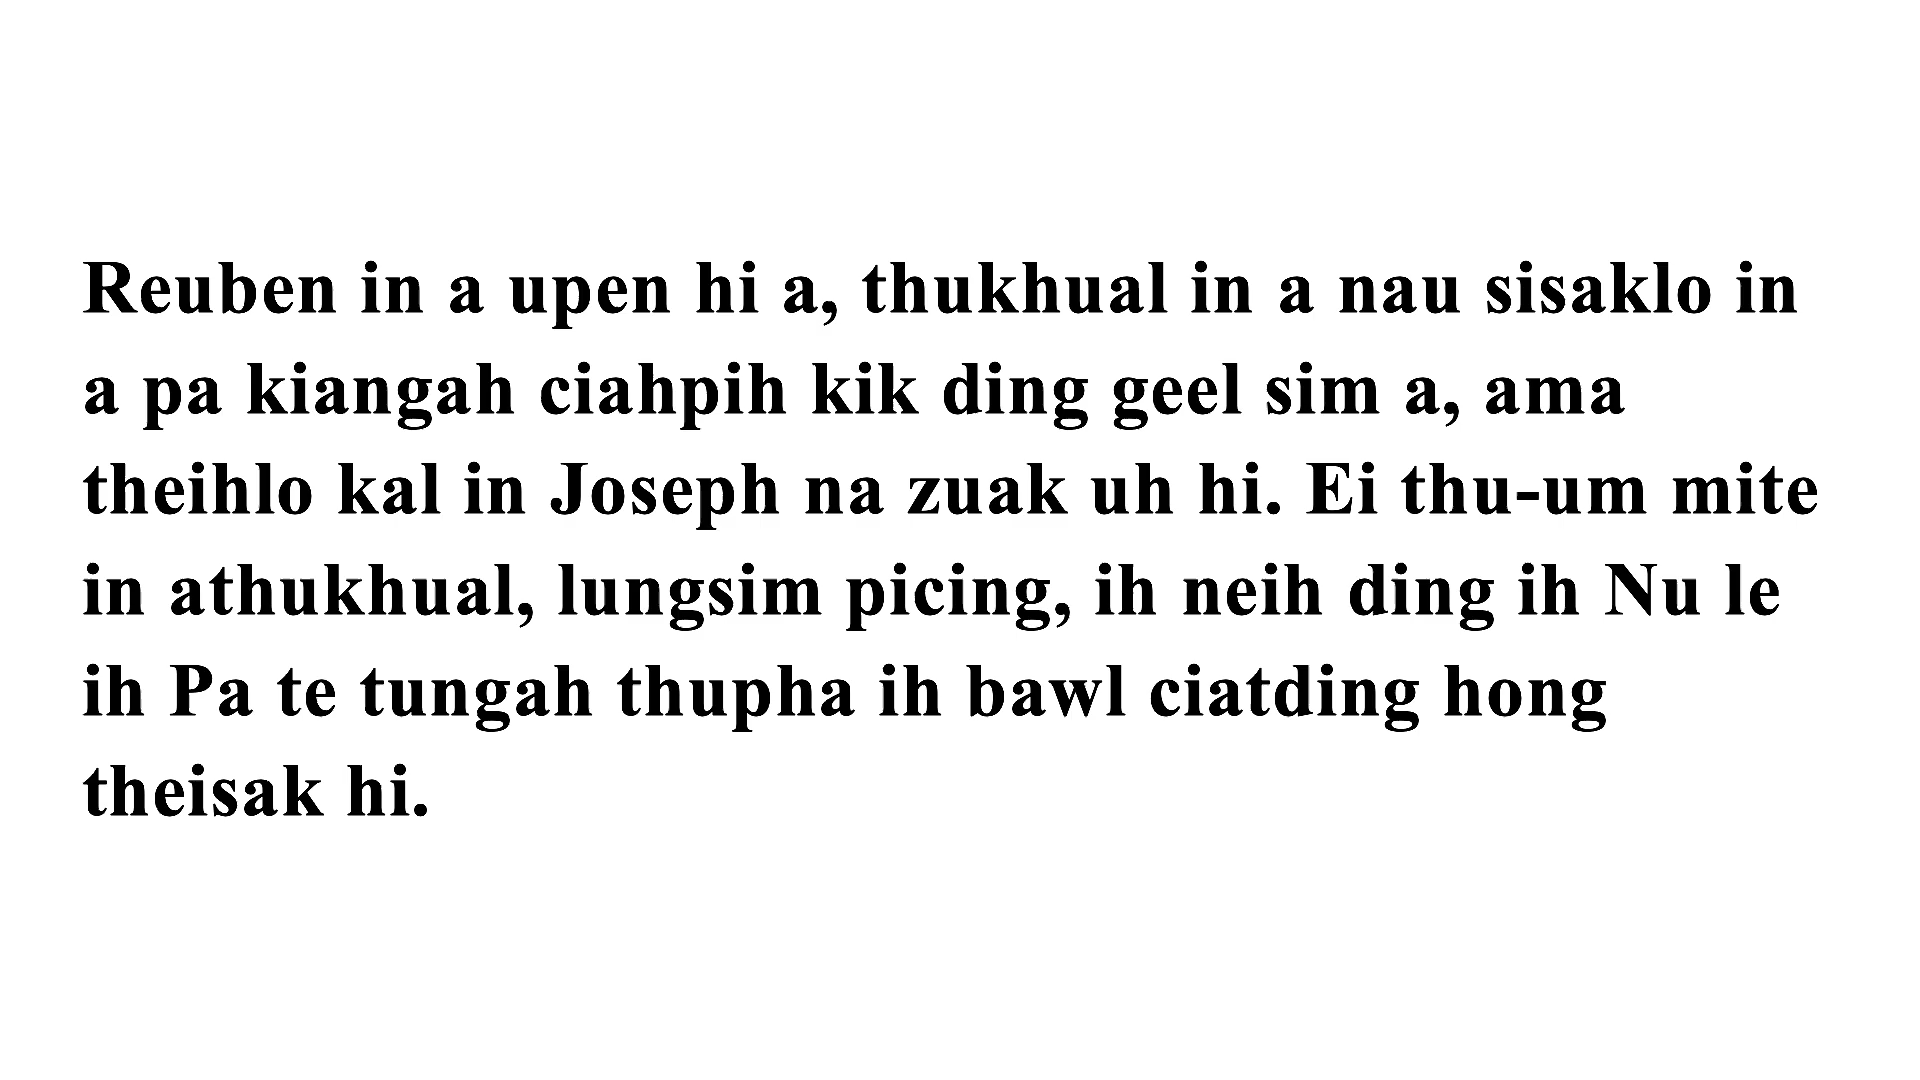 Reuben in a upen hi a, thukhual in a nau sisaklo in
a pa kiangah ciahpih kik ding geel sim a, ama
theihlo kal in Joseph na zuak uh hi. Ei thu-um mite
in athukhual, lungsim picing, ih neih ding ih Nu le
ih Pa te tungah thupha ih bawl ciatding hong
theisak hi.